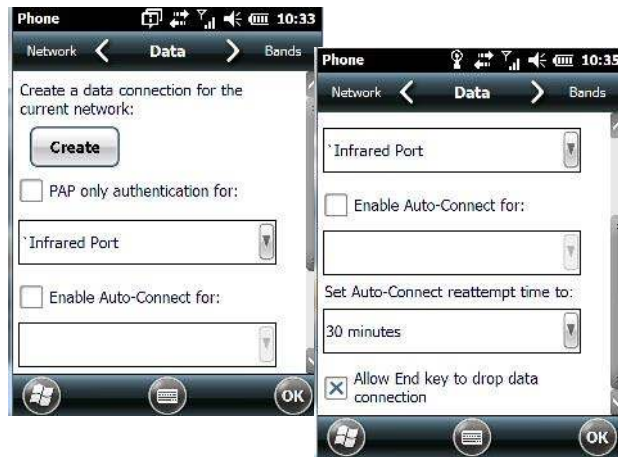 Phone 10:33
Network Data Bands
Create a data connection for the
current network:
Create
PAP only authentication for:
`Infrared Port
Enable Auto-Connect for:
OK
Phone 10:35
Network Data Bands
`Infrared Port
Enable Auto-Connect for:
Set Auto-Connect reattempt time to:
30 minutes
Allow End key to drop data
connection
OK